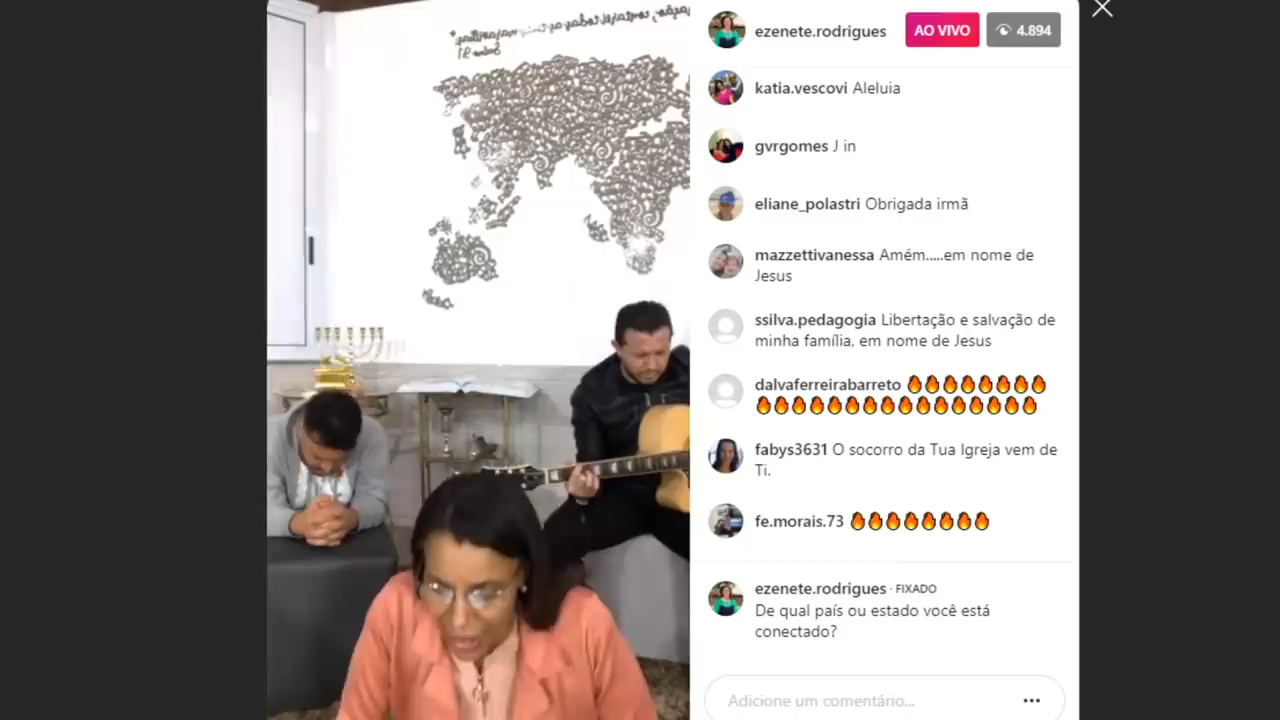 ezenete.rodrigues AO VIVO 4.894
katia.vescovi Aleluia
gvrgomes J in
eliane_polastri Obrigada irmã
mazzettivanessa Amém.....em nome de
Jesus
ssilva.pedagogia Libertação e salvação de
minha família, em nome de Jesus
dalvaferreirabarreto 🔥🔥🔥🔥🔥🔥🔥🔥
🔥🔥🔥🔥🔥🔥🔥🔥🔥🔥🔥🔥🔥🔥🔥🔥
fabys3631 O socorro da Tua Igreja vem de
Ti.
fe.morais.73 🔥🔥🔥🔥🔥🔥🔥🔥
ezenete.rodrigues · FIXADO
De qual país ou estado você está
conectado?
Adicione um comentário...